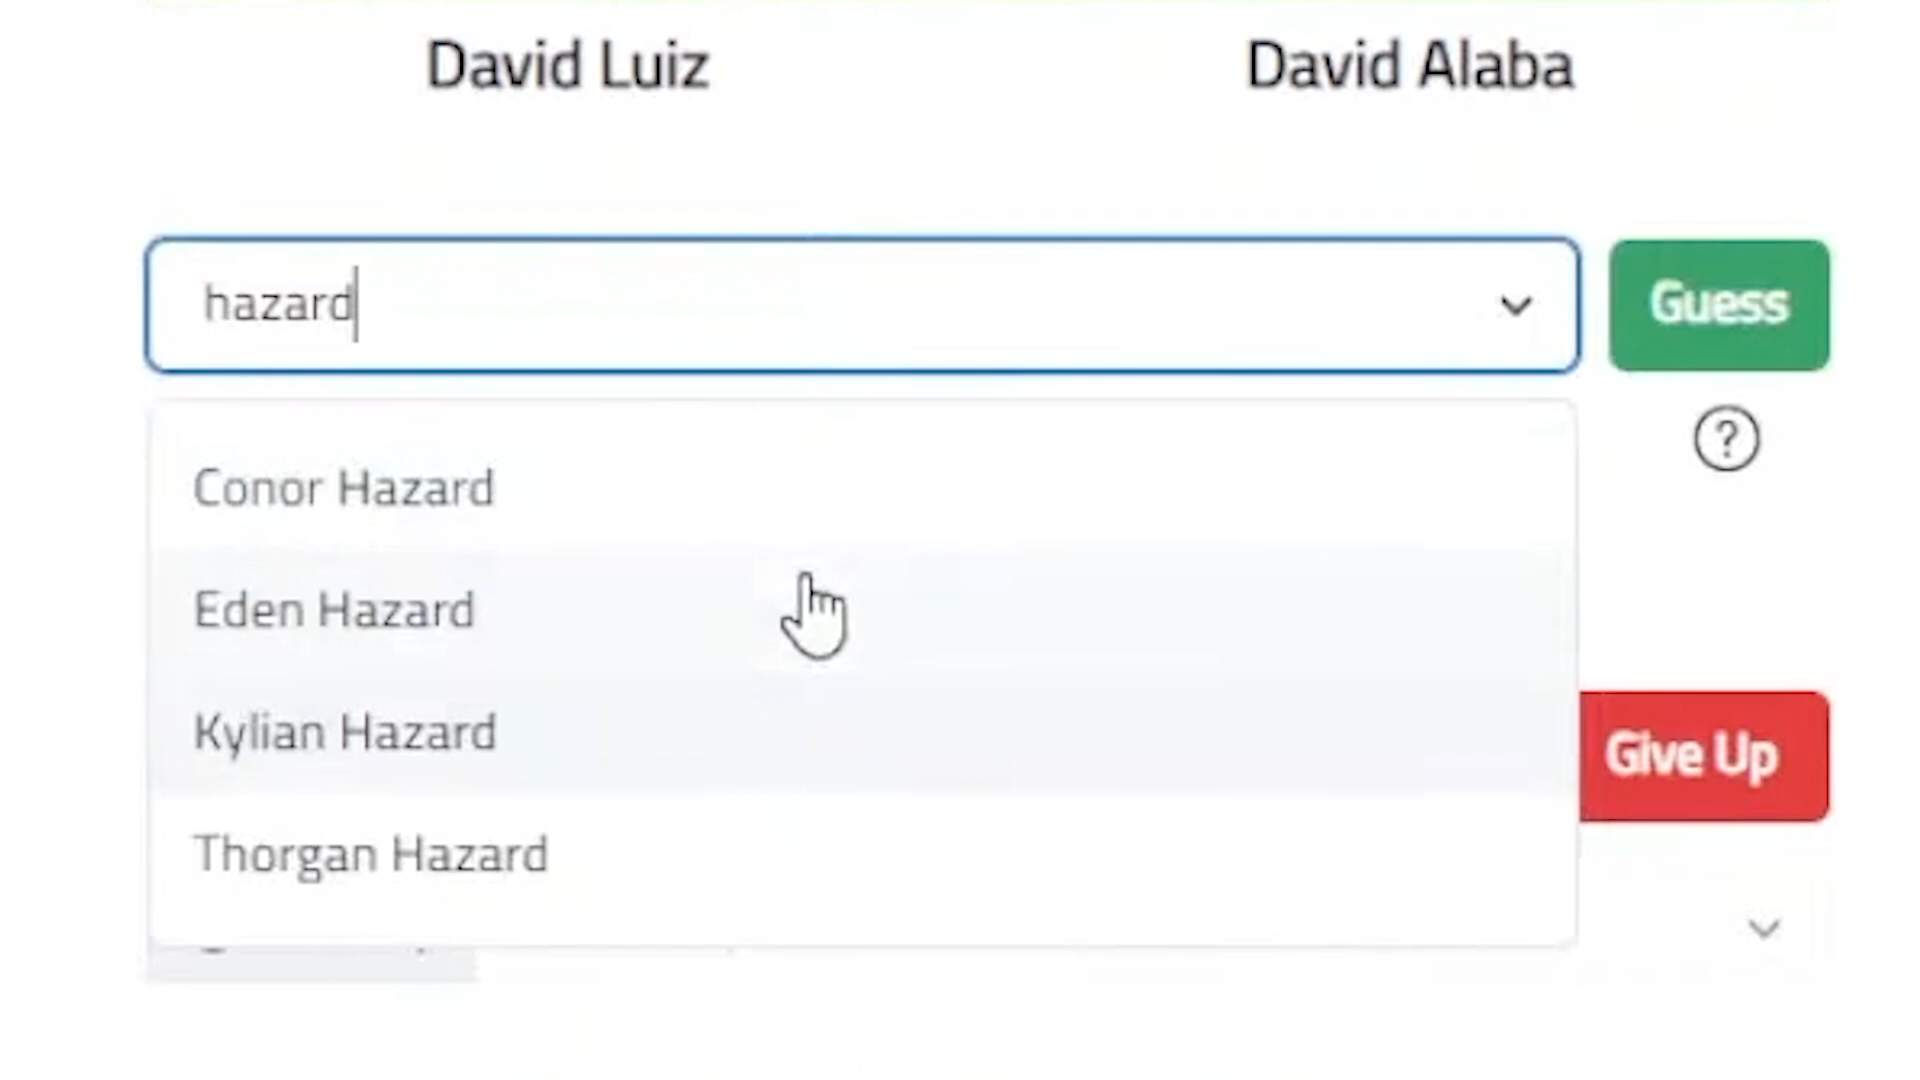 David Luiz David Alaba
hazard
Guess
?
Conor Hazard
Eden Hazard
Kylian Hazard
Give Up
Thorgan Hazard